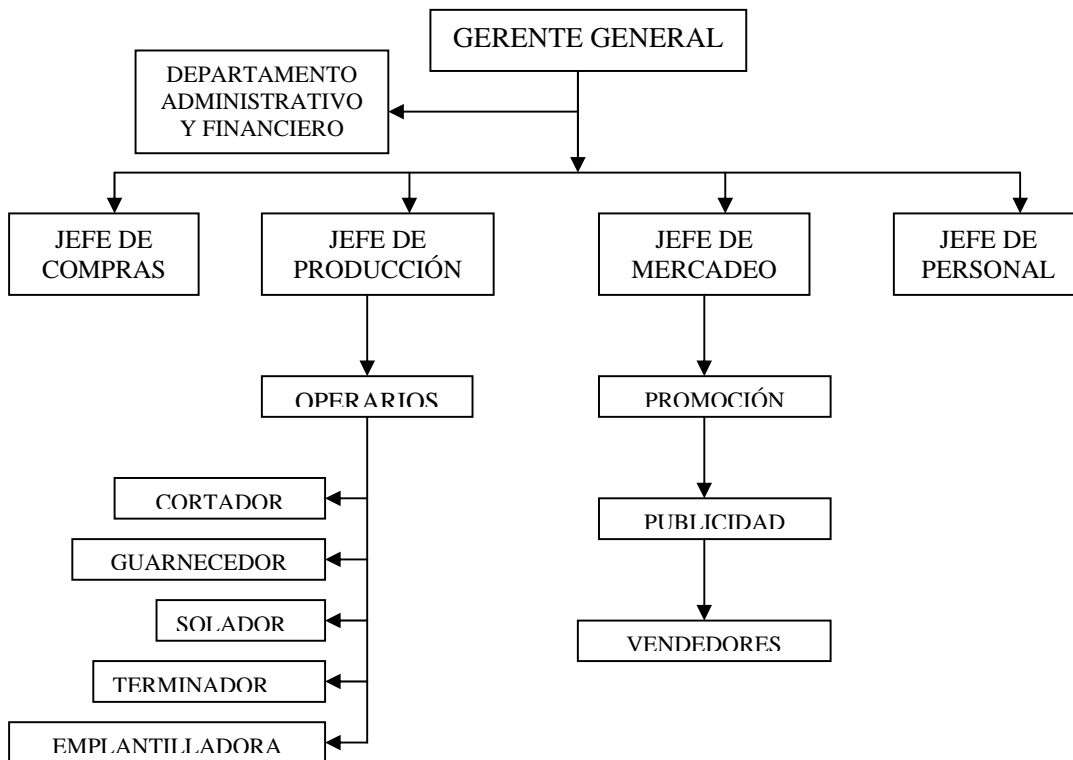 GERENTE GENERAL
DEPARTAMENTO
ADMINISTRATIVO
Y FINANCIERO
JEFE DE
COMPRAS
JEFE DE
PRODUCCIÓN
JEFE DE
MERCADEO
JEFE DE
PERSONAL
OPERARIOS
PROMOCIÓN
CORTADOR
PUBLICIDAD
GUARNECEDOR
SOLADOR
VENDEDORES
TERMINADOR
EMPLANTILLADORA